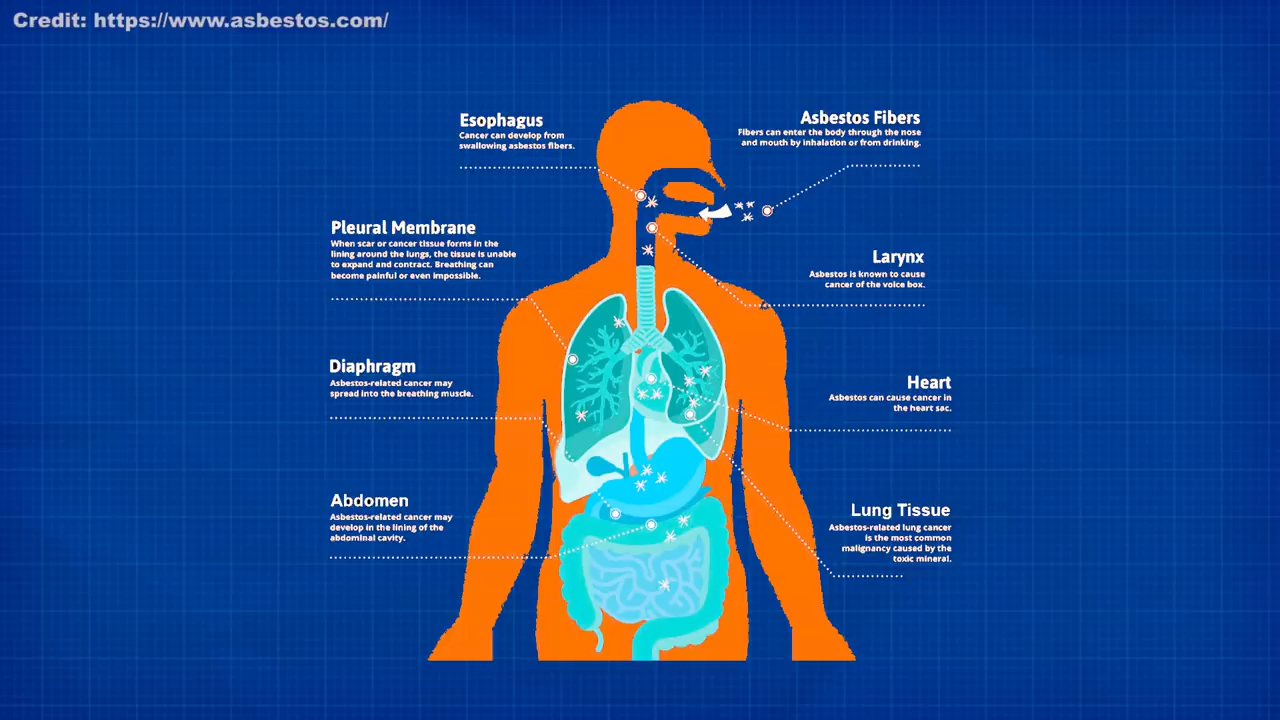 Credit: https://www.asbestos.com/
Esophagus
Cancer can develop from
swallowing asbestos fibers.
Asbestos Fibers
Fibers can enter the body through the nose
and mouth by inhalation or from drinking.
Pleural Membrane
When scar or cancer tissue forms in the
lining around the lungs, the tissue is unable
to expand and contract. Breathing can
become painful or even impossible.
Larynx
Asbestos is known to cause
cancer of the voice box.
Diaphragm
Asbestos-related cancer may
spread into the breathing muscle.
Heart
Asbestos can cause cancer in
the heart sac.
Abdomen
Asbestos-related cancer may
develop in the lining of the
abdominal cavity.
Lung Tissue
Asbestos-related lung cancer
is the most common
malignancy caused by the
toxic mineral.